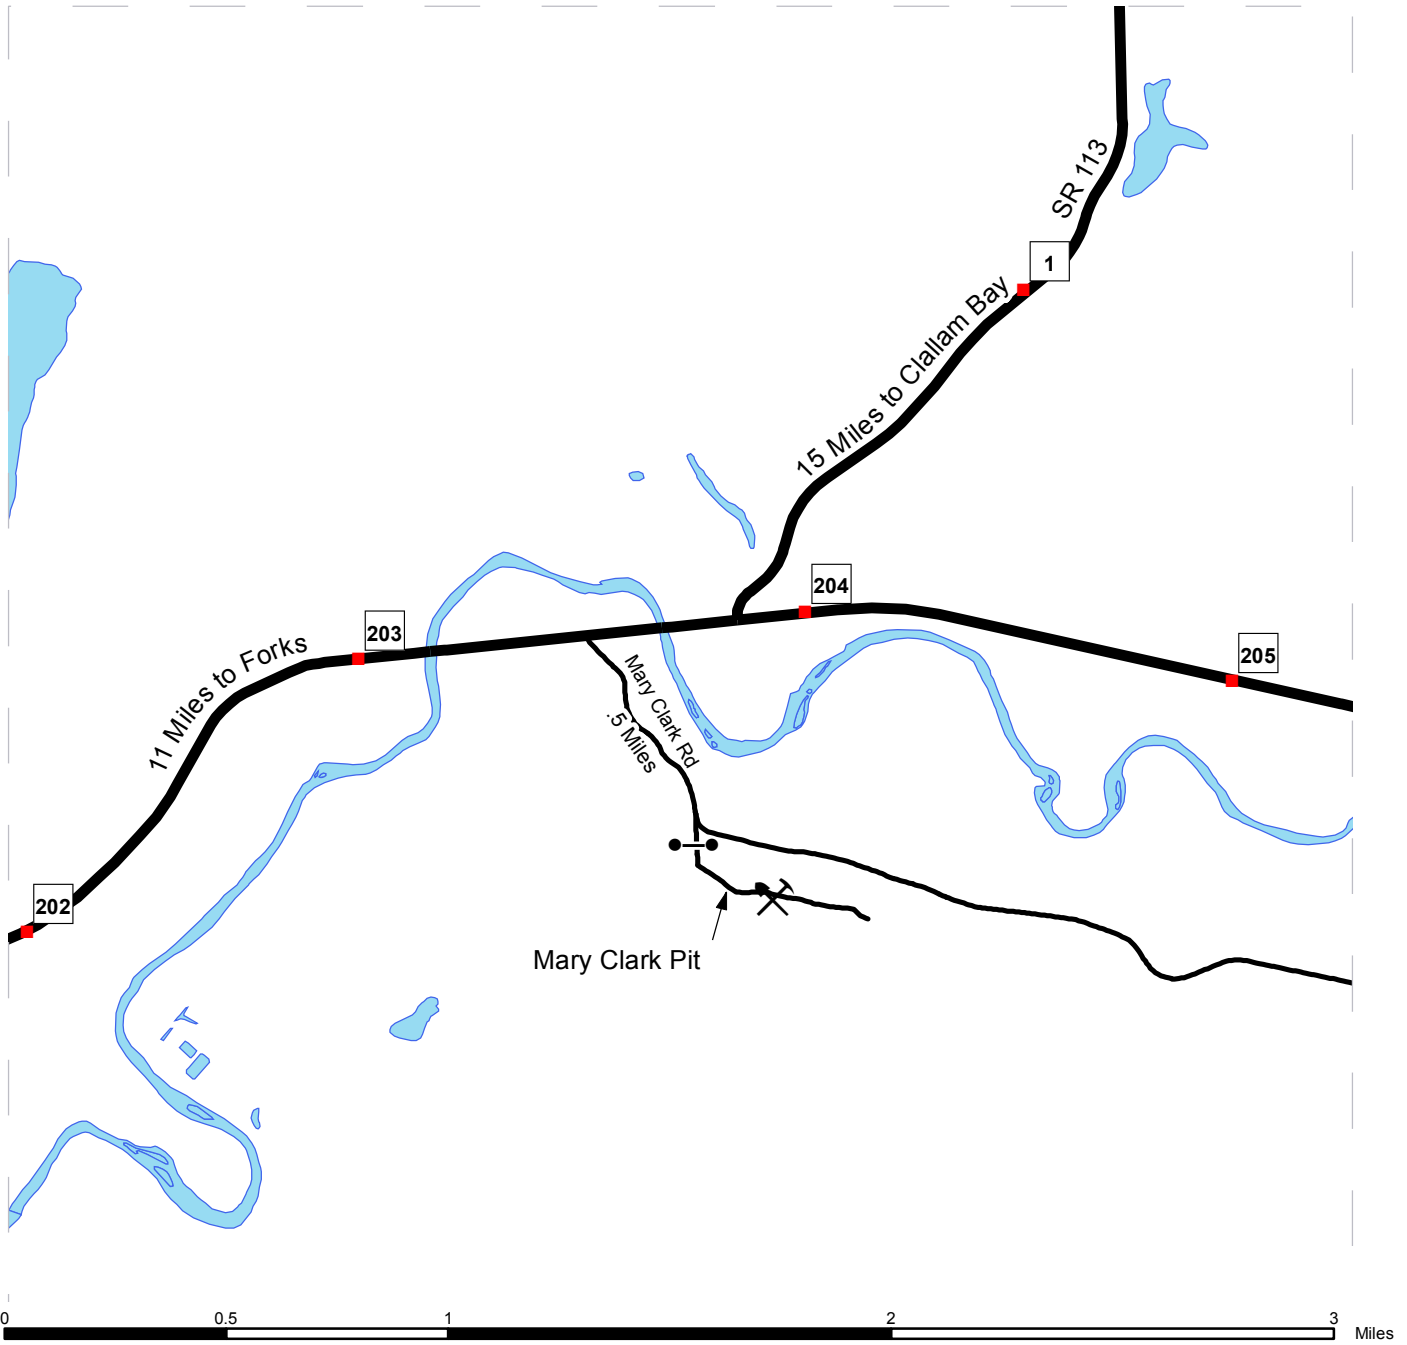 SR 113
1
15 Miles to Clallam Bay
204
203
11 Miles to Forks
205
Mary Clark Rd
.5 Miles
202
Mary Clark Pit
0 0.5 1 2 3
Miles